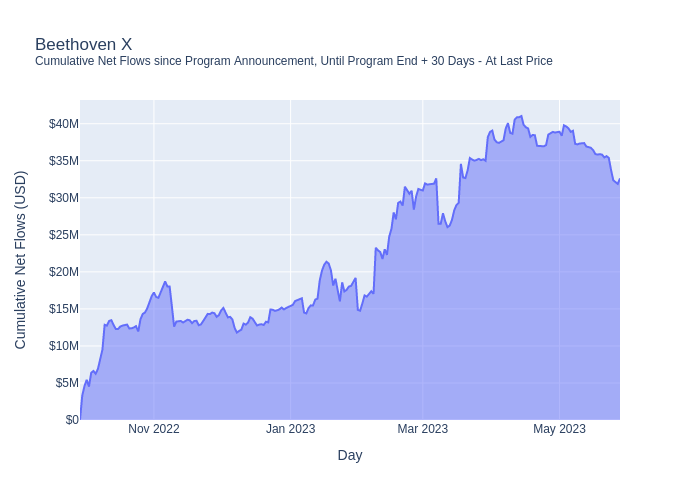 Beethoven X
Cumulative Net Flows since Program Announcement, Until Program End + 30 Days - At Last Price
Cumulative Net Flows (USD)
$40M
$35M
$30M
$25M
$20M
$15M
$10M
$5M
$0
Nov 2022
Jan 2023
Mar 2023
May 2023
Day